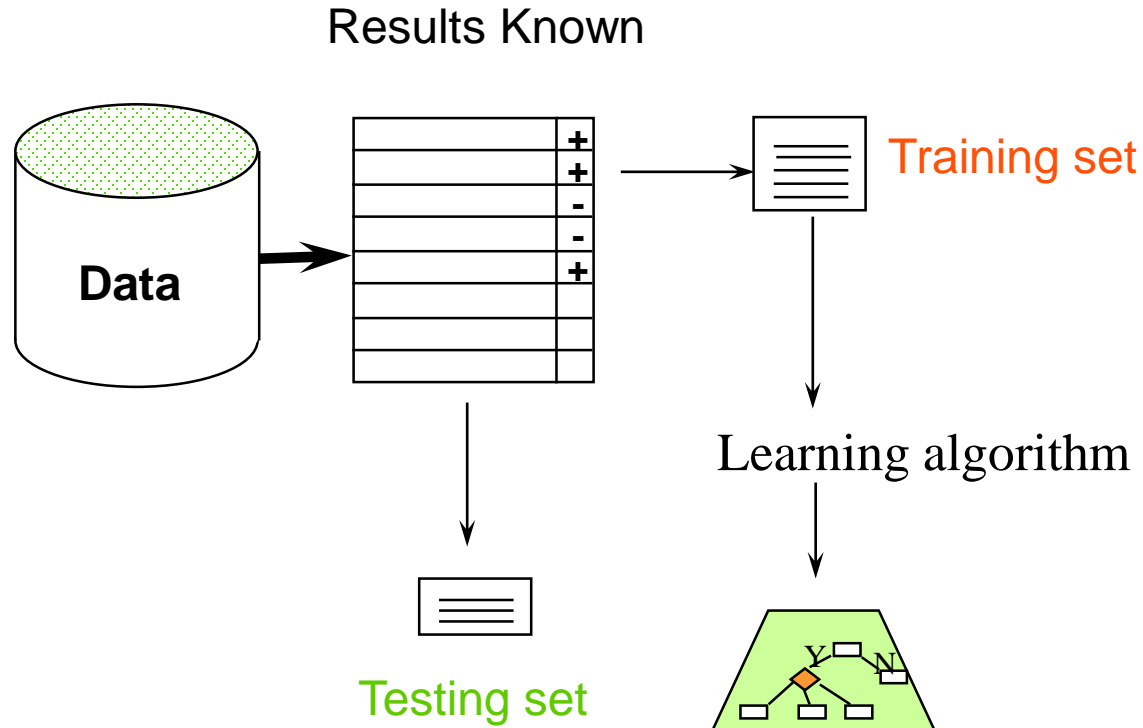 Results Known
+
+
-
-
+
Training set
Data
Learning algorithm
Y
N
Testing set